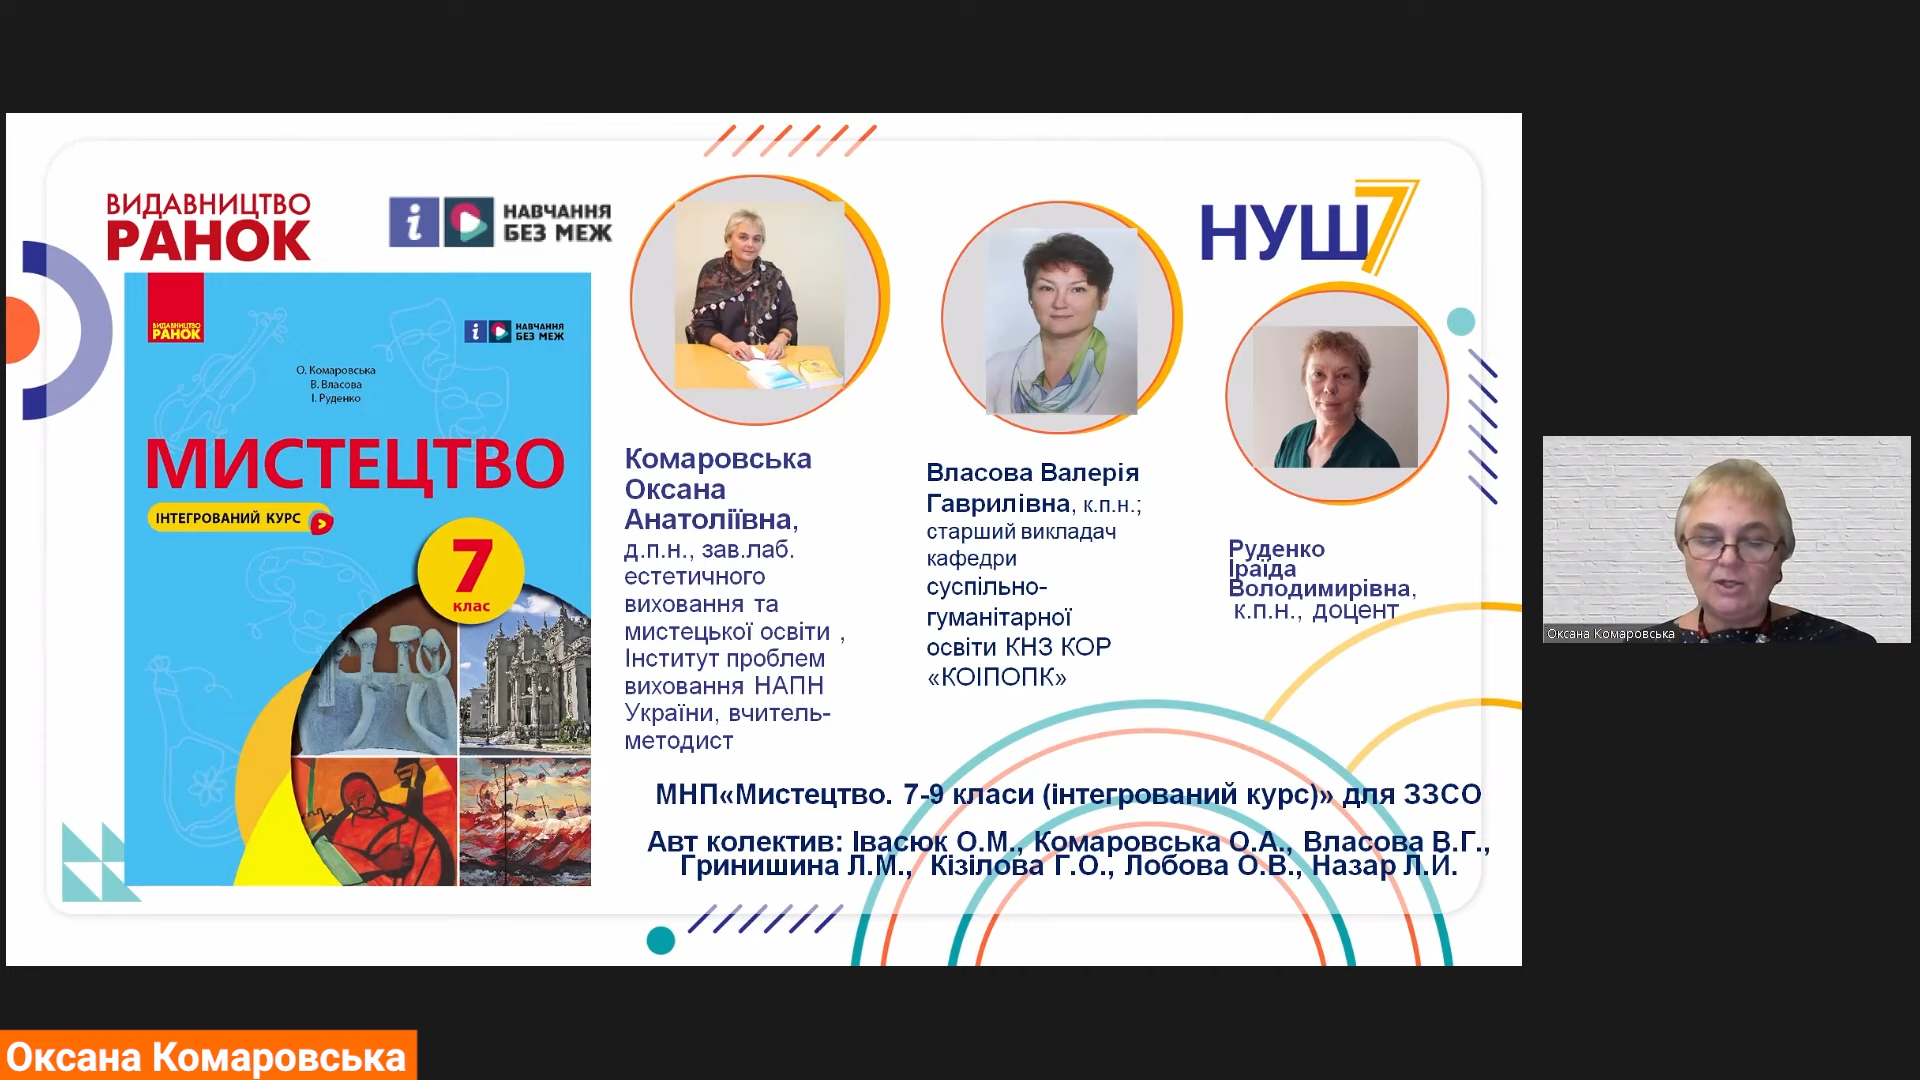 ВИДАВНИЦТВО
РАНОК
i
НАВЧАННЯ
БЕЗ МЕЖ
НУШ7
ВИДАВНИЦТВО
РАНОК
i
НАВЧАННЯ
БЕЗ МЕЖ
О. Комаровська
В. Власова
І. Руденко
МИСТЕЦТВО
ІНТЕГРОВАНИЙ КУРС
7
клас
Комаровська
Оксана
Анатоліївна,
д.п.н., зав.лаб.
естетичного
виховання та
мистецької освіти ,
Інститут проблем
виховання НАПН
України, вчитель-
методист
Власова Валерія
Гаврилівна, к.п.н.;
старший викладач
кафедри
суспільно-
гуманітарної
освіти КНЗ КОР
«КОІПОПК»
Руденко
Іраїда
Володимирівна,
к.п.н., доцент
МНП«Мистецтво. 7-9 класи (інтегрований курс)» для ЗЗСО
Авт колектив: Івасюк О.М., Комаровська О.А., Власова В.Г.,
Гринишина Л.М., Кізілова Г.О., Лобова О.В., Назар Л.Й.
Оксана Комаровська
Оксана Комаровська